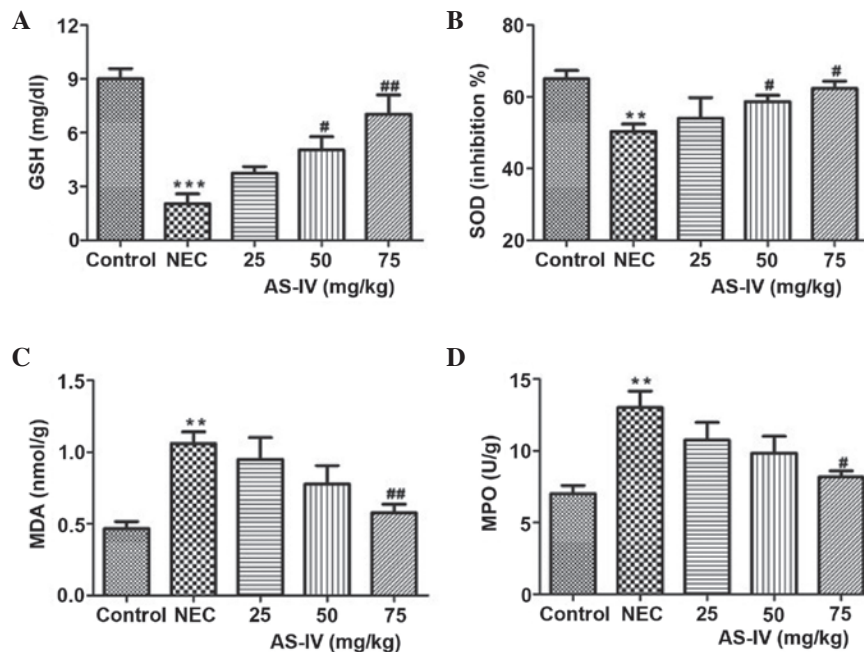 A
GSH (mg/dl)
12
9
6
3
0
***
#
##
Control NEC 25 50 75
AS-IV (mg/kg)
B
SOD (inhibition %)
80
60
40
20
**
#
#
Control NEC 25 50 75
AS-IV (mg/kg)
C
MDA (nmol/g)
1.5
1.0
0.5
0.0
**
##
Control NEC 25 50 75
AS-IV (mg/kg)
D
MPO (U/g)
15
10
5
0
**
#
Control NEC 25 50 75
AS-IV (mg/kg)